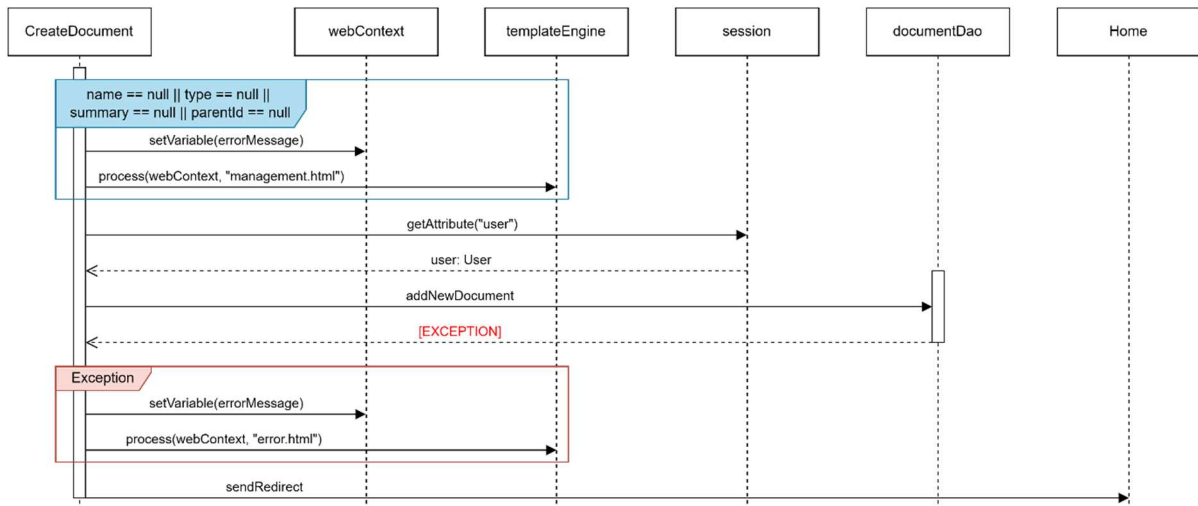 CreateDocument
webContext
templateEngine
session
documentDao
Home
name == null || type == null ||
summary == null || parentId == null
setVariable(errorMessage)
process(webContext, "management.html")
getAttribute("user")
user: User
addNewDocument
[EXCEPTION]
Exception
setVariable(errorMessage)
process(webContext, "error.html")
sendRedirect